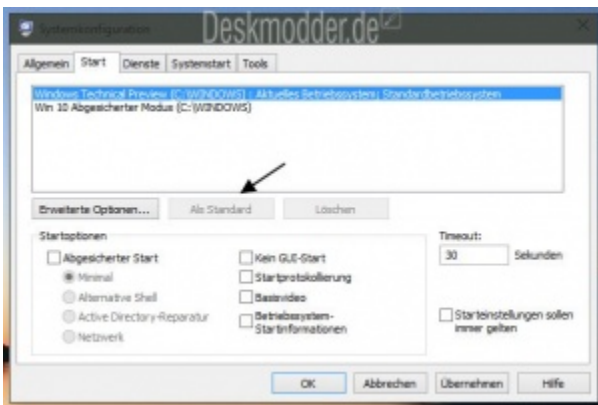 Deskmodder.de
Systemkonfiguration
Allgemein Start Dienste Systemstart Tools
Windows Technical Preview (C:\WINDOWS) : Aktuelles Betriebssystem; Standardbetriebssystem
Win 10 Abgesicherter Modus (C:\WINDOWS)
Erweiterte Optionen... Als Standard Löschen
Startoptionen
Abgesicherter Start
Minimal
Alternative Shell
Active Directory-Reparatur
Netzwerk
Kein GUI-Start
Startprotokollierung
Basisvideo
Betriebssystem-
Startinformationen
Timeout:
30 Sekunden
Starteinstellungen sollen
immer gelten
OK Abbrechen Übernehmen Hilfe